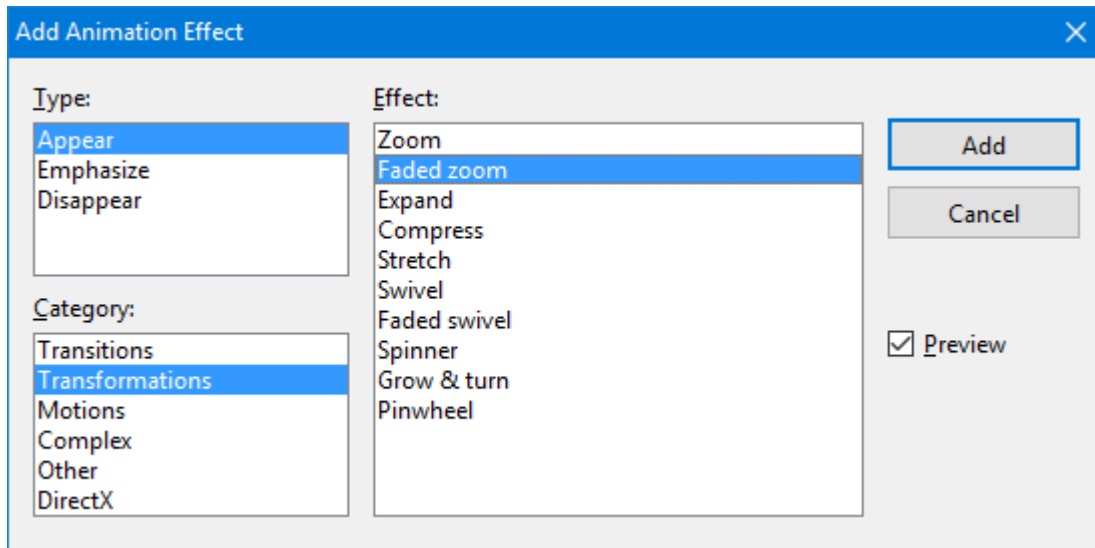 Add Animation Effect
Type:
Appear
Emphasize
Disappear
Category:
Transitions
Transformations
Motions
Complex
Other
DirectX
Effect:
Zoom
Faded zoom
Expand
Compress
Stretch
Swivel
Faded swivel
Spinner
Grow & turn
Pinwheel
Add
Cancel
Preview